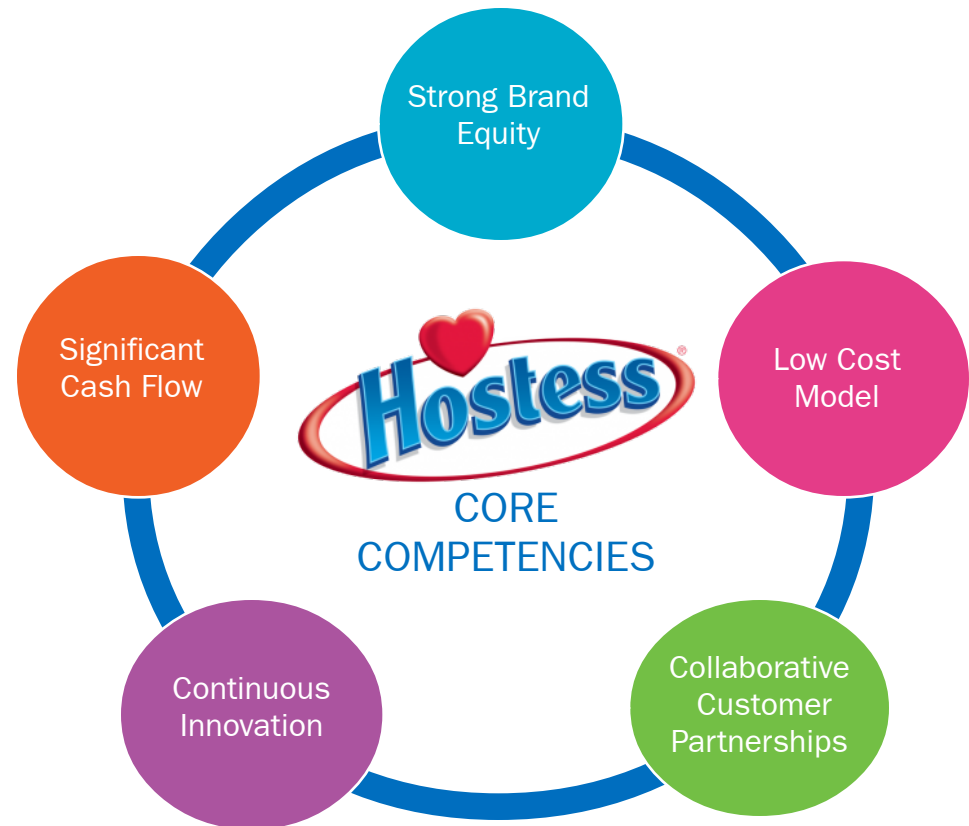 Strong Brand
Equity
Significant
Cash Flow
Hostess®
Low Cost
Model
CORE
COMPETENCIES
Continuous
Innovation
Collaborative
Customer
Partnerships